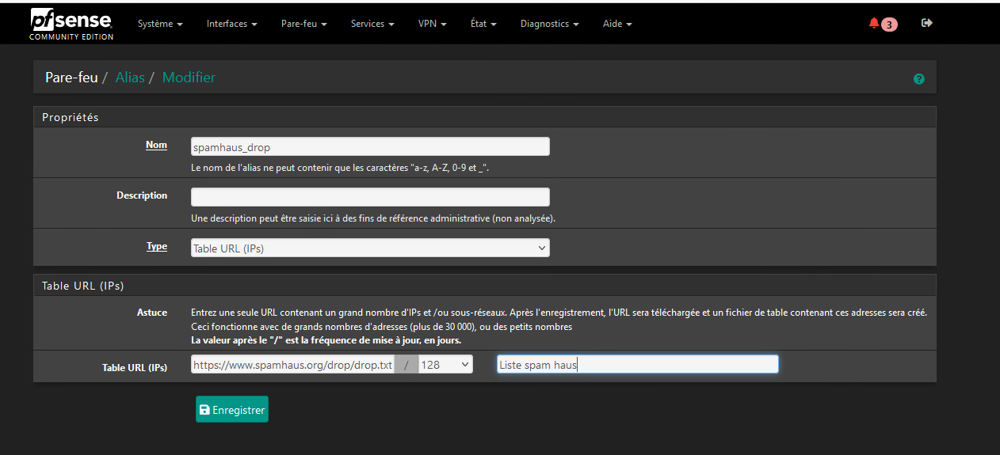 pfsense
COMMUNITY EDITION
Système Interfaces Pare-feu Services VPN État Diagnostics Aide 3
Pare-feu / Alias / Modifier ?
Propriétés
Nom spamhaus_drop
Le nom de l'alias ne peut contenir que les caractères "a-z, A-Z, 0-9 et _".
Description
Une description peut être saisie ici à des fins de référence administrative (non analysée).
Type Table URL (IPs)
Table URL (IPs)
Astuce Entrez une seule URL contenant un grand nombre d'IPs et /ou sous-réseaux. Après l'enregistrement, l'URL sera téléchargée et un fichier de table contenant ces adresses sera créé.
Ceci fonctionne avec de grands nombres d'adresses (plus de 30 000), ou des petits nombres
La valeur après le "/" est la fréquence de mise à jour, en jours.
Table URL (IPs) https://www.spamhaus.org/drop/drop.txt / 128 Liste spam haus
Enregistrer